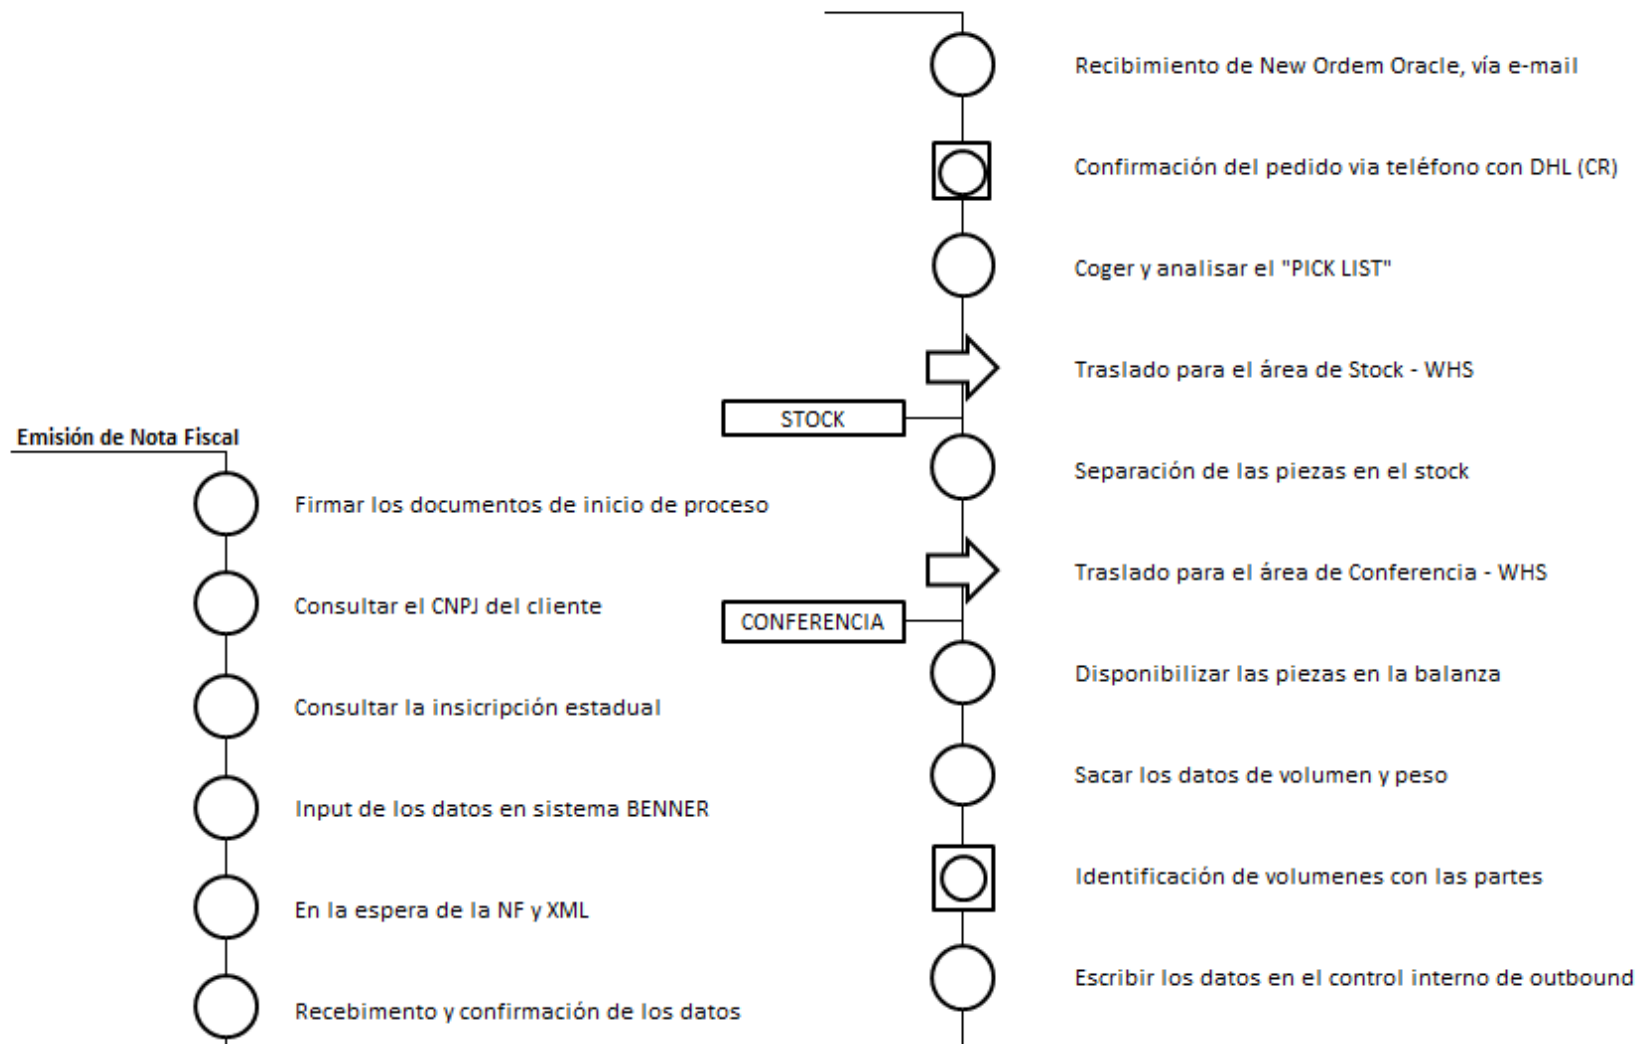 Recibimiento de New Ordem Oracle, vía e-mail
Confirmación del pedido via teléfono con DHL (CR)
Coger y analisar el "PICK LIST"
Traslado para el área de Stock - WHS
STOCK
Separación de las piezas en el stock
Traslado para el área de Conferencia - WHS
CONFERENCIA
Disponibilizar las piezas en la balanza
Sacar los datos de volumen y peso
Identificación de volumenes con las partes
Escribir los datos en el control interno de outbound
Emisión de Nota Fiscal
Firmar los documentos de inicio de proceso
Consultar el CNPJ del cliente
Consultar la insicripción estadual
Input de los datos en sistema BENNER
En la espera de la NF y XML
Recebimento y confirmación de los datos